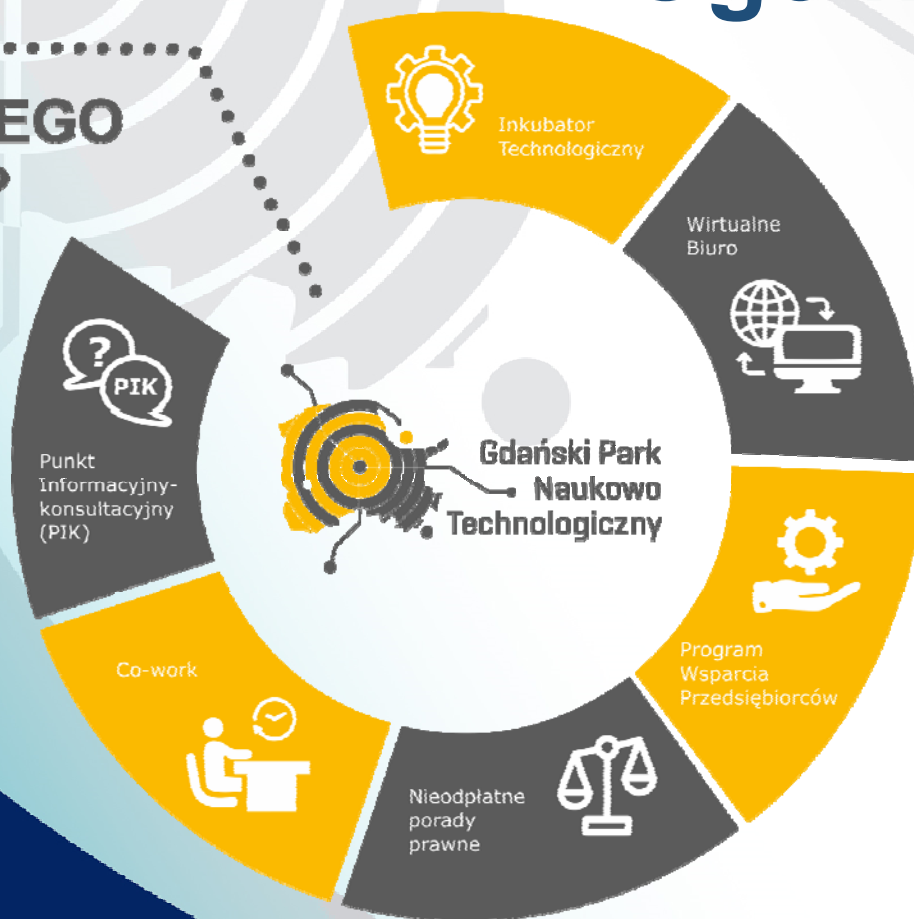 EGO
Inkubator
Technologiczny
Wirtualne
Biuro
Program
Wsparcia
Przedsiębiorców
Nieodpłatne
porady
prawne
Co-work
?
PIK
Punkt
Informacyjny-
konsultacyjny
(PIK)
Gdański Park
Naukowo
Technologiczny